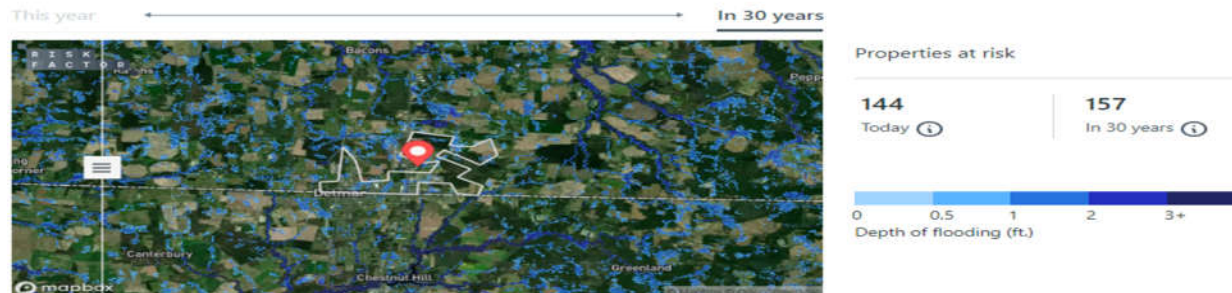 This year
In 30 years
RISK
FACTOR
Bacons
Properties at risk
144
Today
157
In 30 years
Delmar
0 0.5 1 2 3+
Depth of flooding (ft.)
Canterbury
Greenland
Chestnut Hill
mapbox